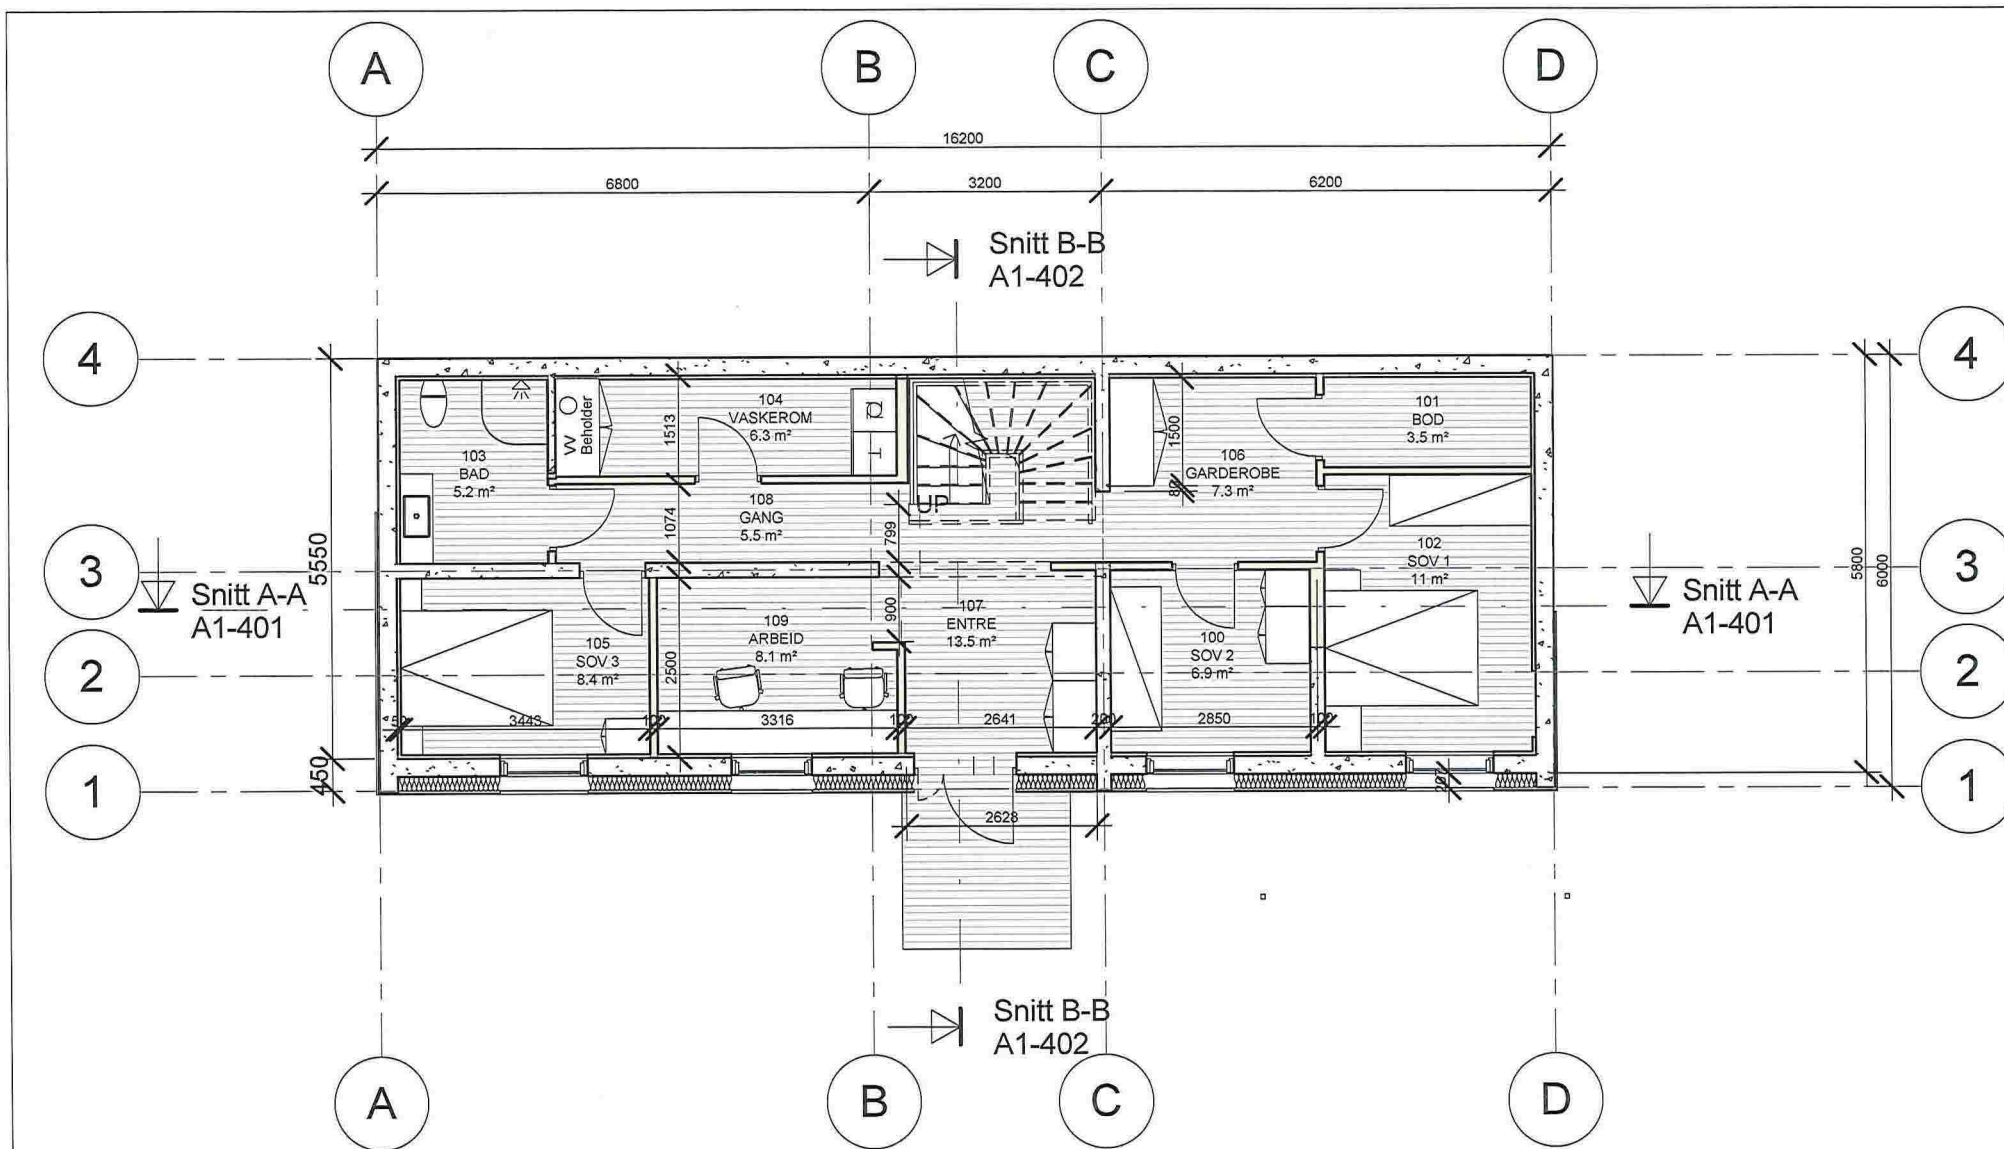 A
B
C
D
16200
6800
3200
6200
Snitt B-B
A1-402
4
4
VV
Beholder
104
VASKEROM
6.3 m²
1513
103
BAD
5.2 m²
101
BOD
3.5 m²
1500
106
GARDEROBE
7.3 m²
UP
108
GANG
5.5 m²
1074
799
102
SOV 1
11 m²
5550
5800
6000
3
3
Snitt A-A
A1-401
Snitt A-A
A1-401
105
SOV 3
8.4 m²
109
ARBEID
8.1 m²
900
107
ENTRE
13.5 m²
100
SOV 2
6.9 m²
2500
2
2
3443
3316
2641
200
2850
450
1
1
2628
Snitt B-B
A1-402
A
B
C
D